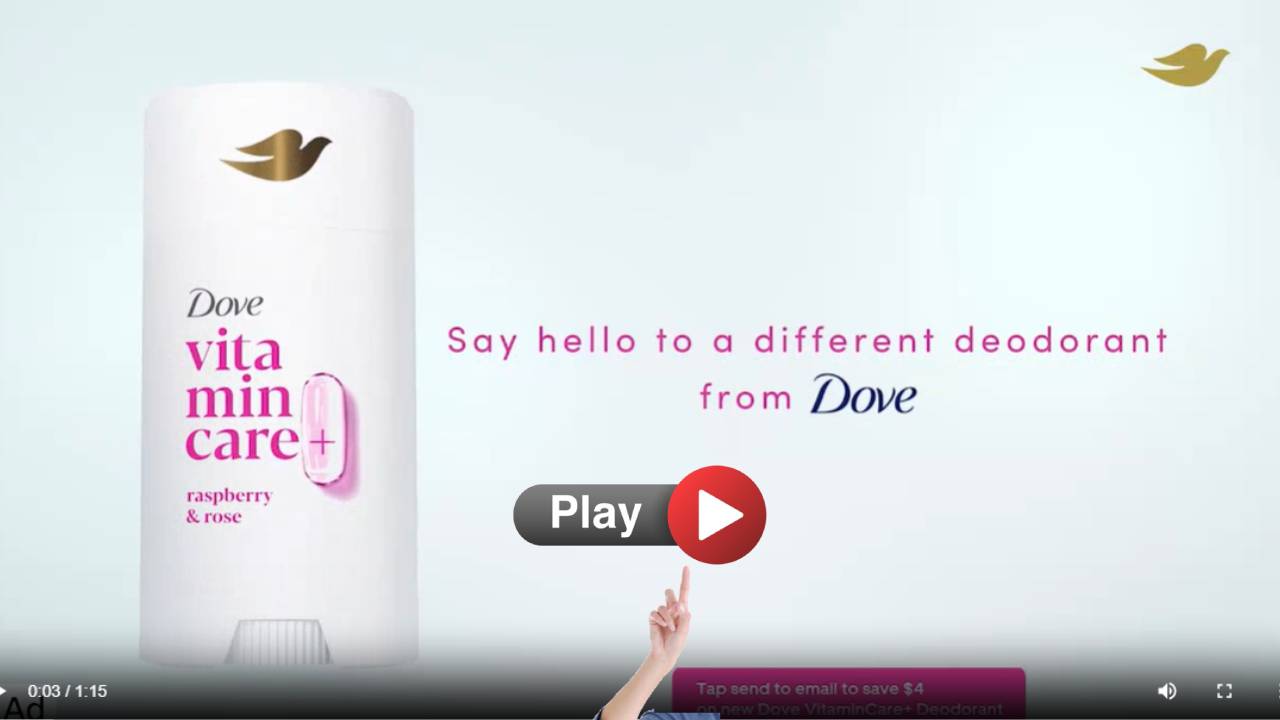 Dove
vita
min
care+
raspberry
& rose
Say hello to a different deodorant
from Dove
Play
Tap send to email to save $4
on new Dove VitaminCare+ Deodorant
0:03 / 1:15
Ad